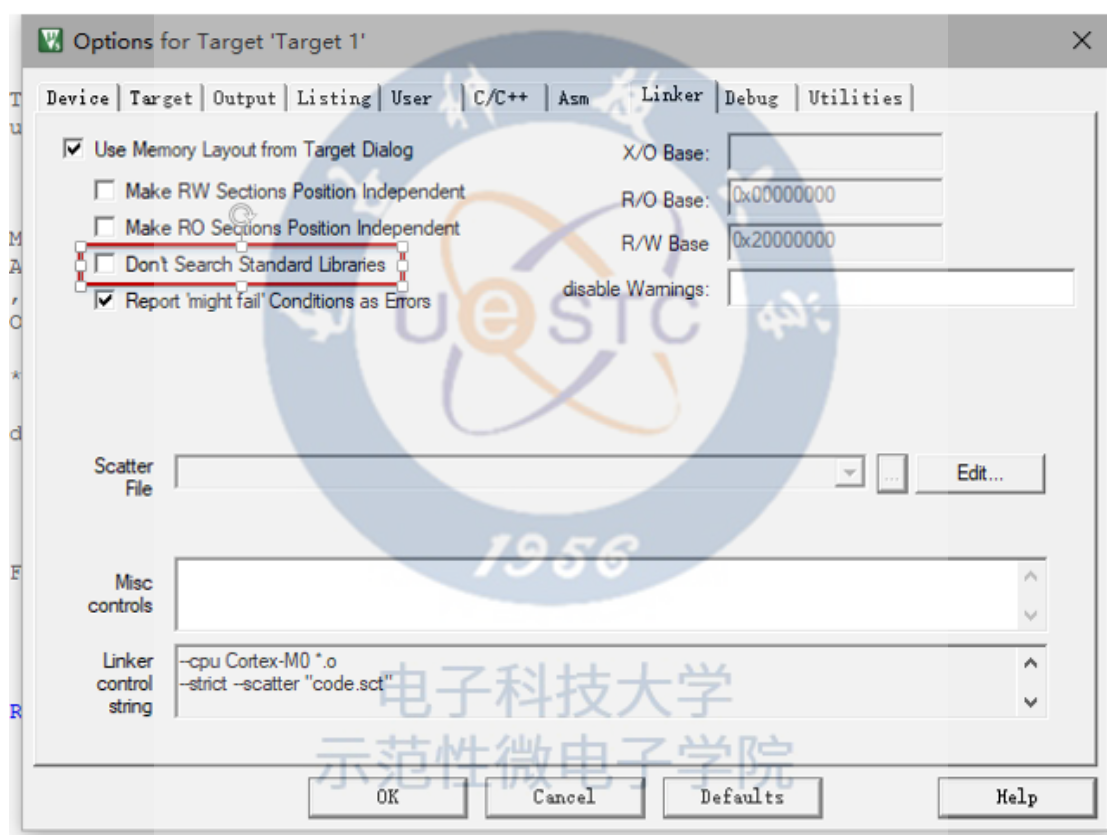 Options for Target 'Target 1'
Device Target Output Listing User C/C++ Asm Linker Debug Utilities
Use Memory Layout from Target Dialog
X/O Base:
Make RW Sections Position Independent
R/O Base: 0x00000000
Make RO Sections Position Independent
R/W Base 0x20000000
Don't Search Standard Libraries
disable Warnings:
Report 'might fail' Conditions as Errors
UeSTC
Scatter
File
Edit...
1956
Misc
controls
Linker
control
string
--cpu Cortex-M0 *.o
--strict --scatter "code.sct"
电子科技大学
示范性微电子学院
OK Cancel Defaults Help
T
u
M
A
,
O
*
d
F
R